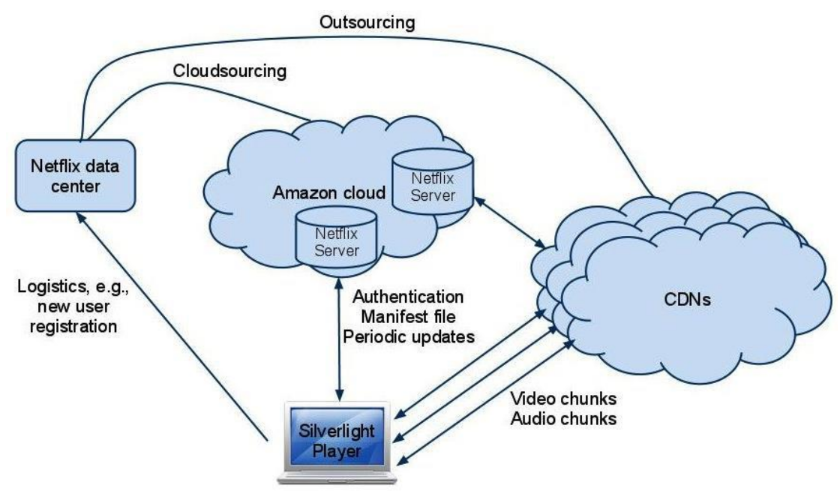 Outsourcing
Cloudsourcing
Netflix data
center
Amazon cloud
Netflix
Server
Netflix
Server
CDNs
Logistics, e.g.,
new user
registration
Authentication
Manifest file
Periodic updates
Video chunks
Audio chunks
Silverlight
Player